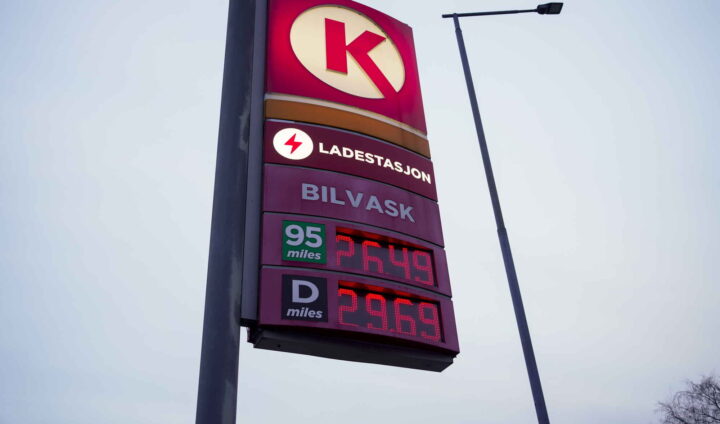 K
LADESTASJON
BILVASK
95 miles 26.49
D miles 29.69